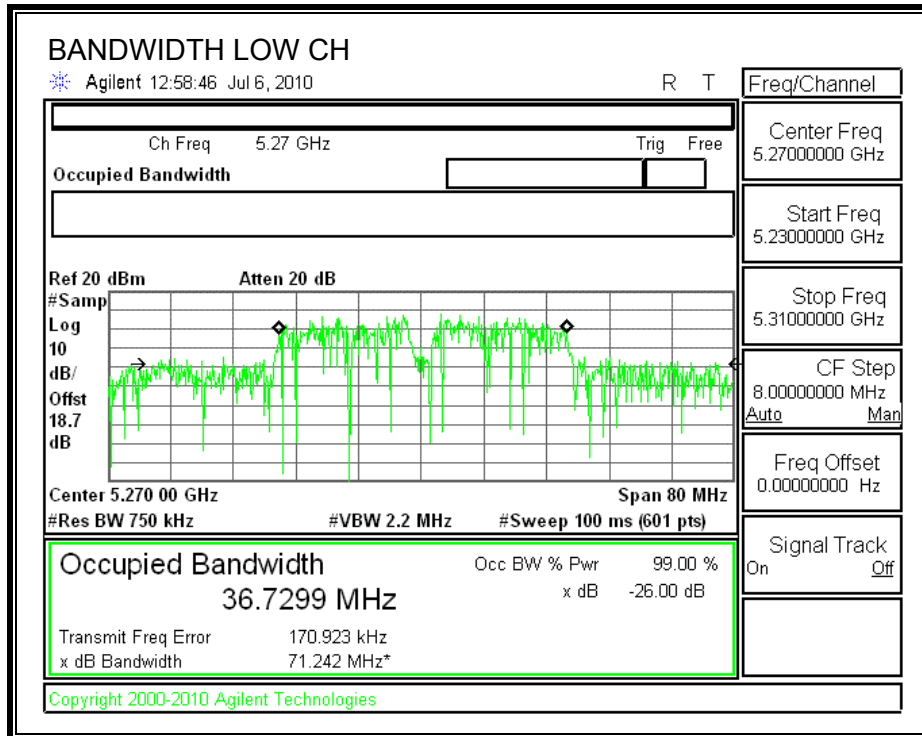 BANDWIDTH LOW CH
Agilent 12:58:46 Jul 6, 2010 R T
Freq/Channel
Ch Freq 5.27 GHz Trig Free
Occupied Bandwidth
Center Freq
5.27000000 GHz
Start Freq
5.23000000 GHz
Stop Freq
5.31000000 GHz
CF Step
8.00000000 MHz
Auto Man
Freq Offset
0.00000000 Hz
Signal Track
On Off
Ref 20 dBm Atten 20 dB
#Samp
Log
10
dB/
Offst
18.7
dB
Center 5.270 00 GHz Span 80 MHz
#Res BW 750 kHz #VBW 2.2 MHz #Sweep 100 ms (601 pts)
Occupied Bandwidth
36.7299 MHz
Occ BW % Pwr 99.00 %
x dB -26.00 dB
Transmit Freq Error 170.923 kHz
x dB Bandwidth 71.242 MHz*
Copyright 2000-2010 Agilent Technologies